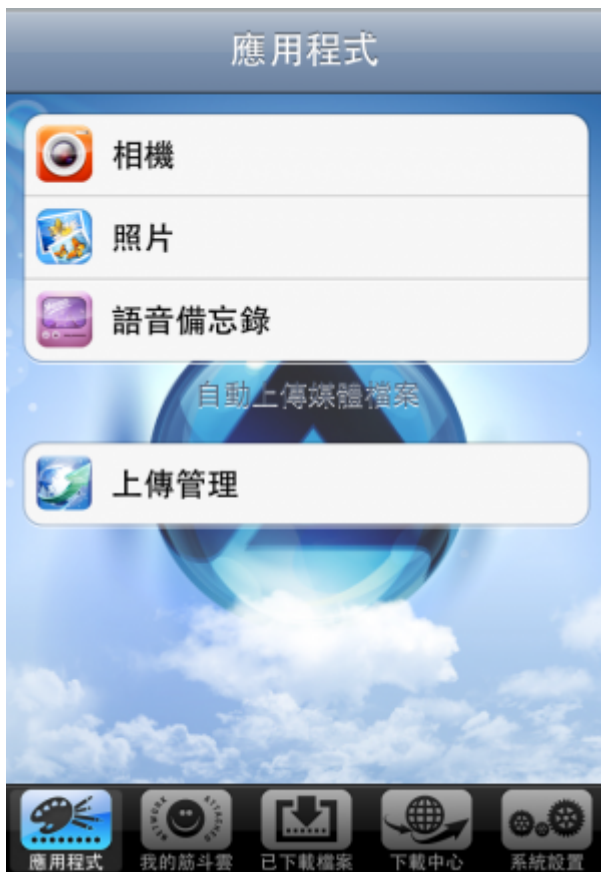 應用程式
相機
照片
語音備忘錄
自動上傳媒體檔案
上傳管理
NETWORK ATTACHED
應用程式
我的筋斗雲
已下載檔案
下載中心
系統設置